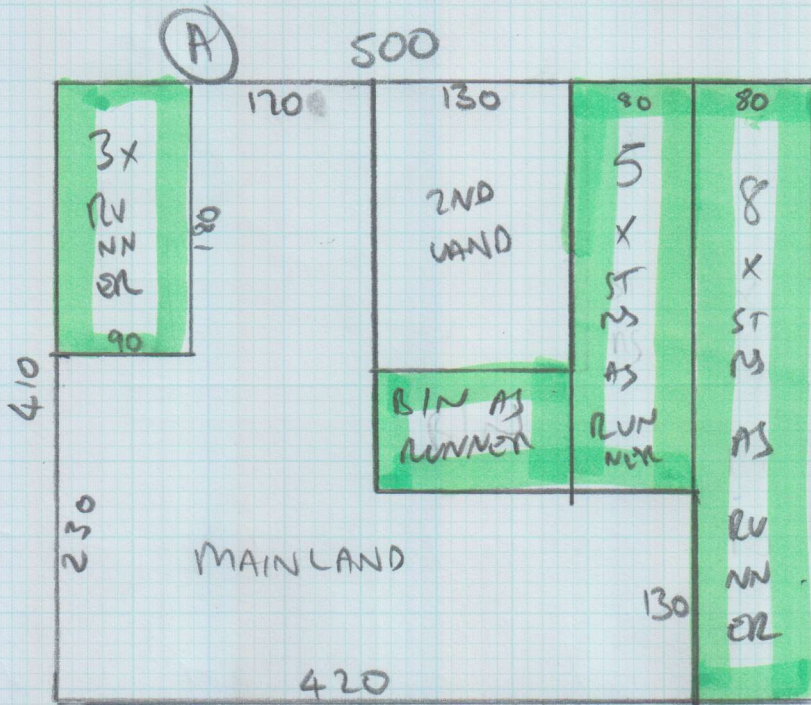 A
500
120
130
80
80
3X
RU
NN
ER
180
90
2ND
LAND
5
X
ST
RS
AS
RUN
NER
8
X
ST
RS
AS
RU
NN
ER
BIN AS
RUNNER
410
230
MAINLAND
130
420